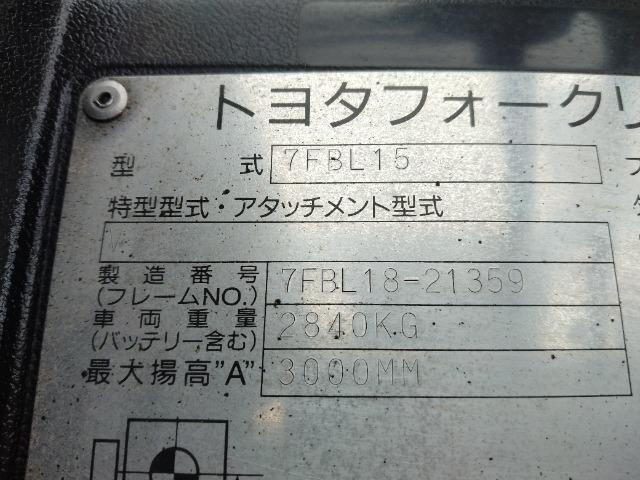 トヨタフォークリ
型式 7FBL15
特型型式・アタッチメント型式
製造番号 7FBL18-21359
(フレームNO.)
車両重量 2840KG
(バッテリー含む)
最大揚高"A" 3000MM